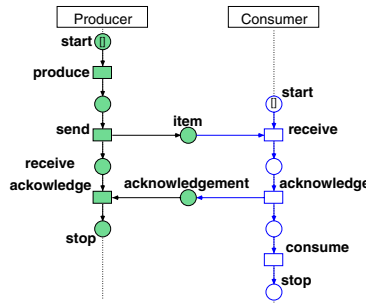 Producer
Consumer
start
[]
produce
start
[]
send
item
receive
receive
ackowledge
acknowledgement
acknowledge
stop
consume
stop